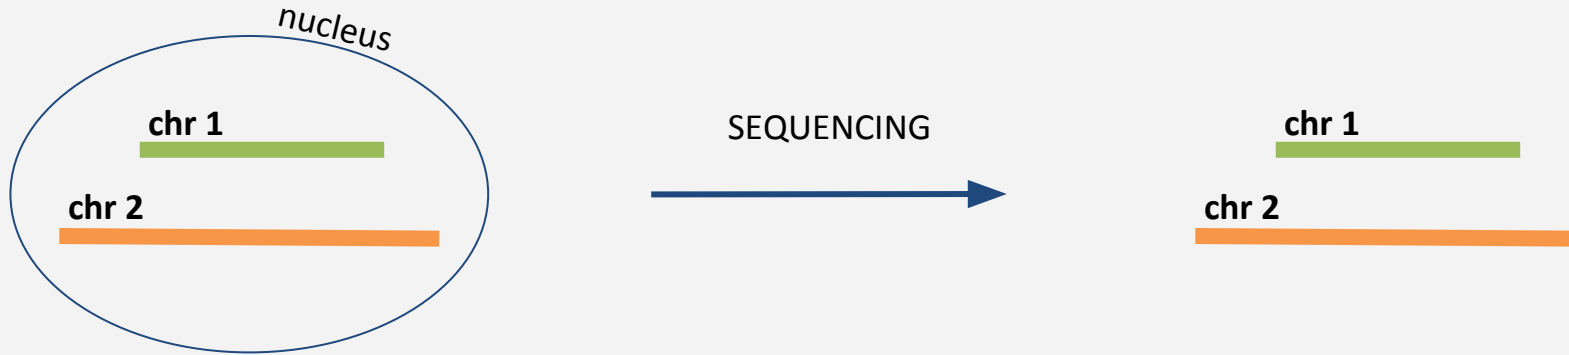 nucleus
chr 1
chr 2
SEQUENCING
chr 1
chr 2